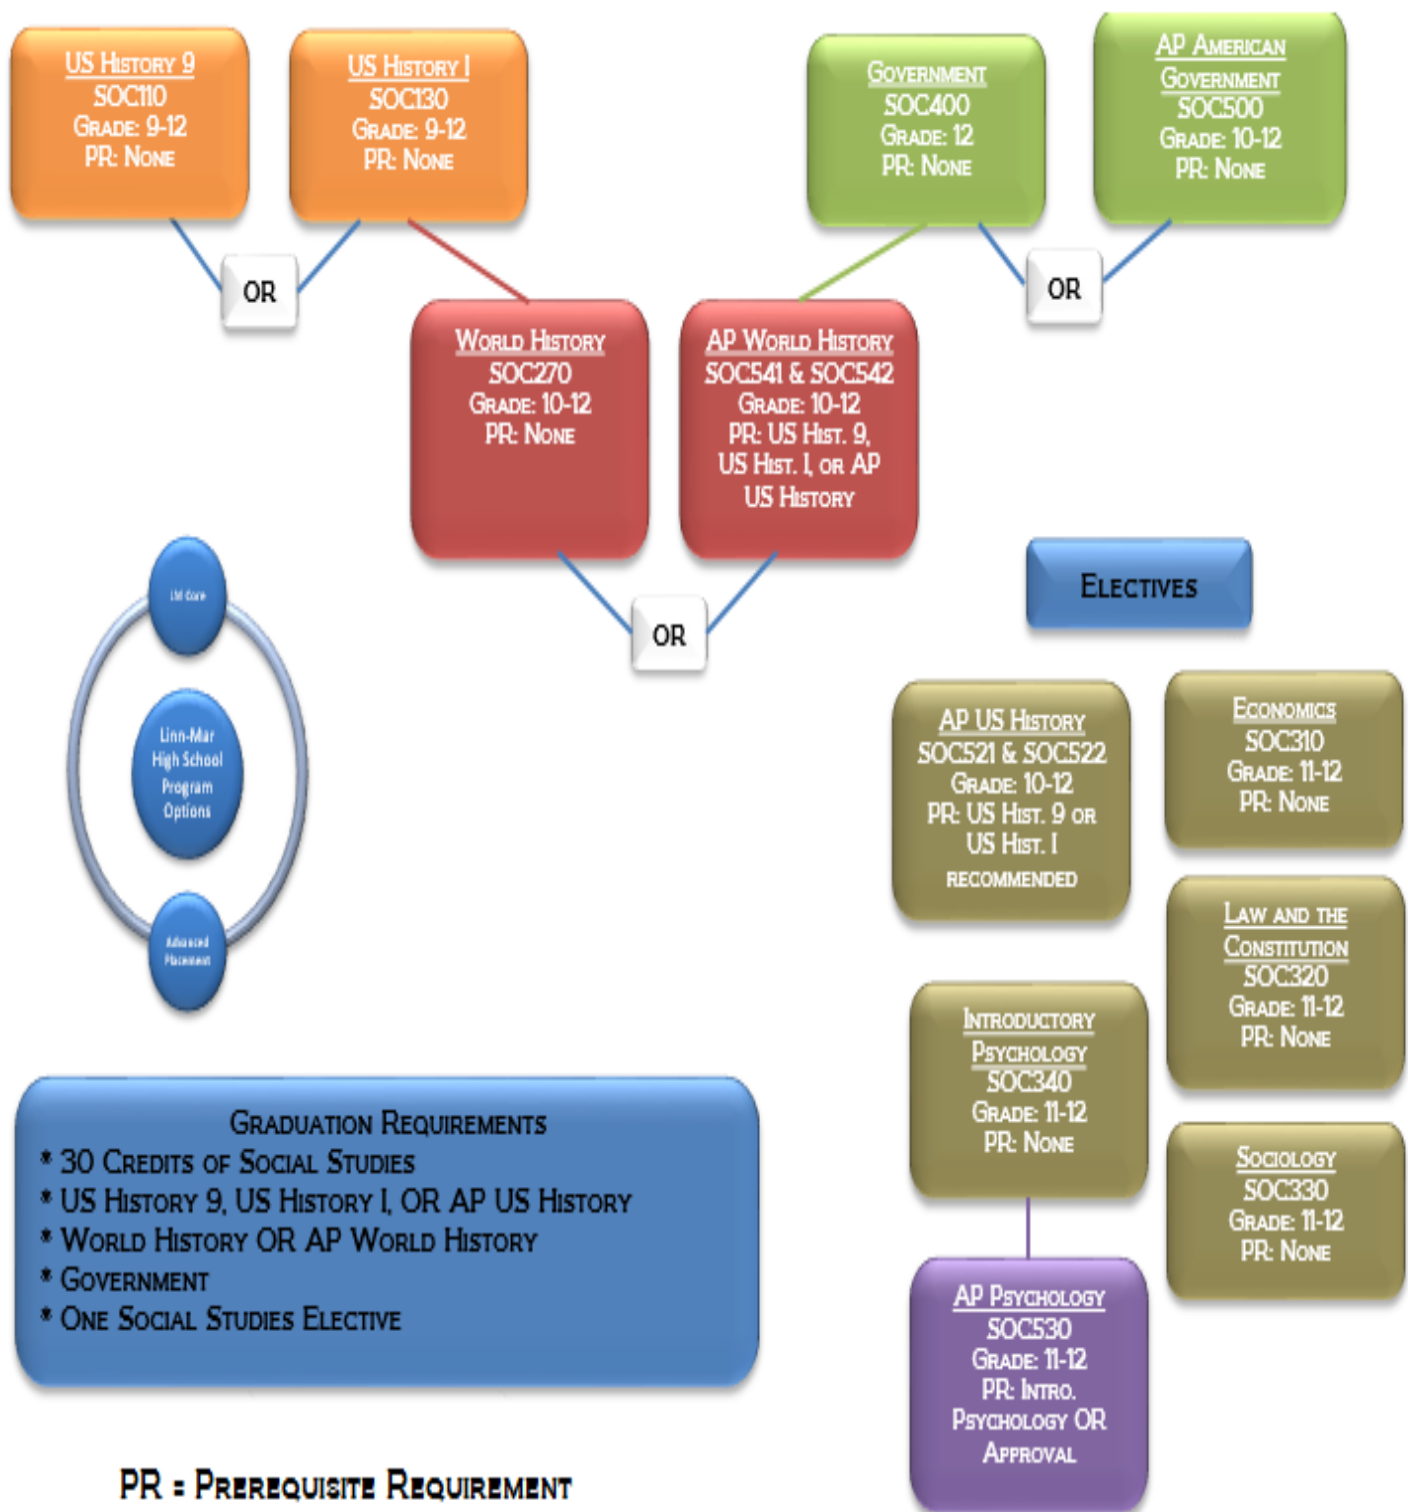 US History 9
SOC110
Grade: 9-12
PR: None
US History I
SOC130
Grade: 9-12
PR: None
OR
Government
SOC400
Grade: 12
PR: None
AP American
Government
SOC500
Grade: 10-12
PR: None
OR
World History
SOC270
Grade: 10-12
PR: None
AP World History
SOC541 & SOC542
Grade: 10-12
PR: US Hist. 9,
US Hist. I, or AP
US History
OR
LM Core
Linn-Mar
High School
Program
Options
Advanced
Placement
Electives
AP US History
SOC521 & SOC522
Grade: 10-12
PR: US Hist. 9 or
US Hist. I
recommended
Economics
SOC310
Grade: 11-12
PR: None
Law and the
Constitution
SOC320
Grade: 11-12
PR: None
Introductory
Psychology
SOC340
Grade: 11-12
PR: None
Sociology
SOC330
Grade: 11-12
PR: None
AP Psychology
SOC530
Grade: 11-12
PR: Intro.
Psychology OR
Approval
Graduation Requirements
* 30 Credits of Social Studies
* US History 9, US History I, OR AP US History
* World History OR AP World History
* Government
* One Social Studies Elective
PR = Prerequisite Requirement